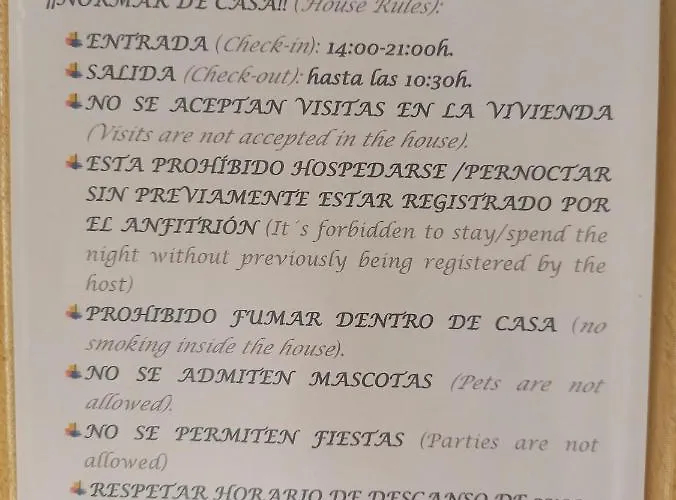 ¡¡NORMAR DE CASA!! (House Rules):
ENTRADA (Check-in): 14:00-21:00h.
SALIDA (Check-out): hasta las 10:30h.
NO SE ACEPTAN VISITAS EN LA VIVIENDA
(Visits are not accepted in the house).
ESTA PROHÍBIDO HOSPEDARSE /PERNOCTAR
SIN PREVIAMENTE ESTAR REGISTRADO POR
EL ANFITRIÓN (It´s forbidden to stay/spend the
night without previously being registered by the
host)
PROHIBIDO FUMAR DENTRO DE CASA (no
smoking inside the house).
NO SE ADMITEN MASCOTAS (Pets are not
allowed).
NO SE PERMITEN FIESTAS (Parties are not
allowed)
RESPETAR HORARIO DE DESCANSO DE